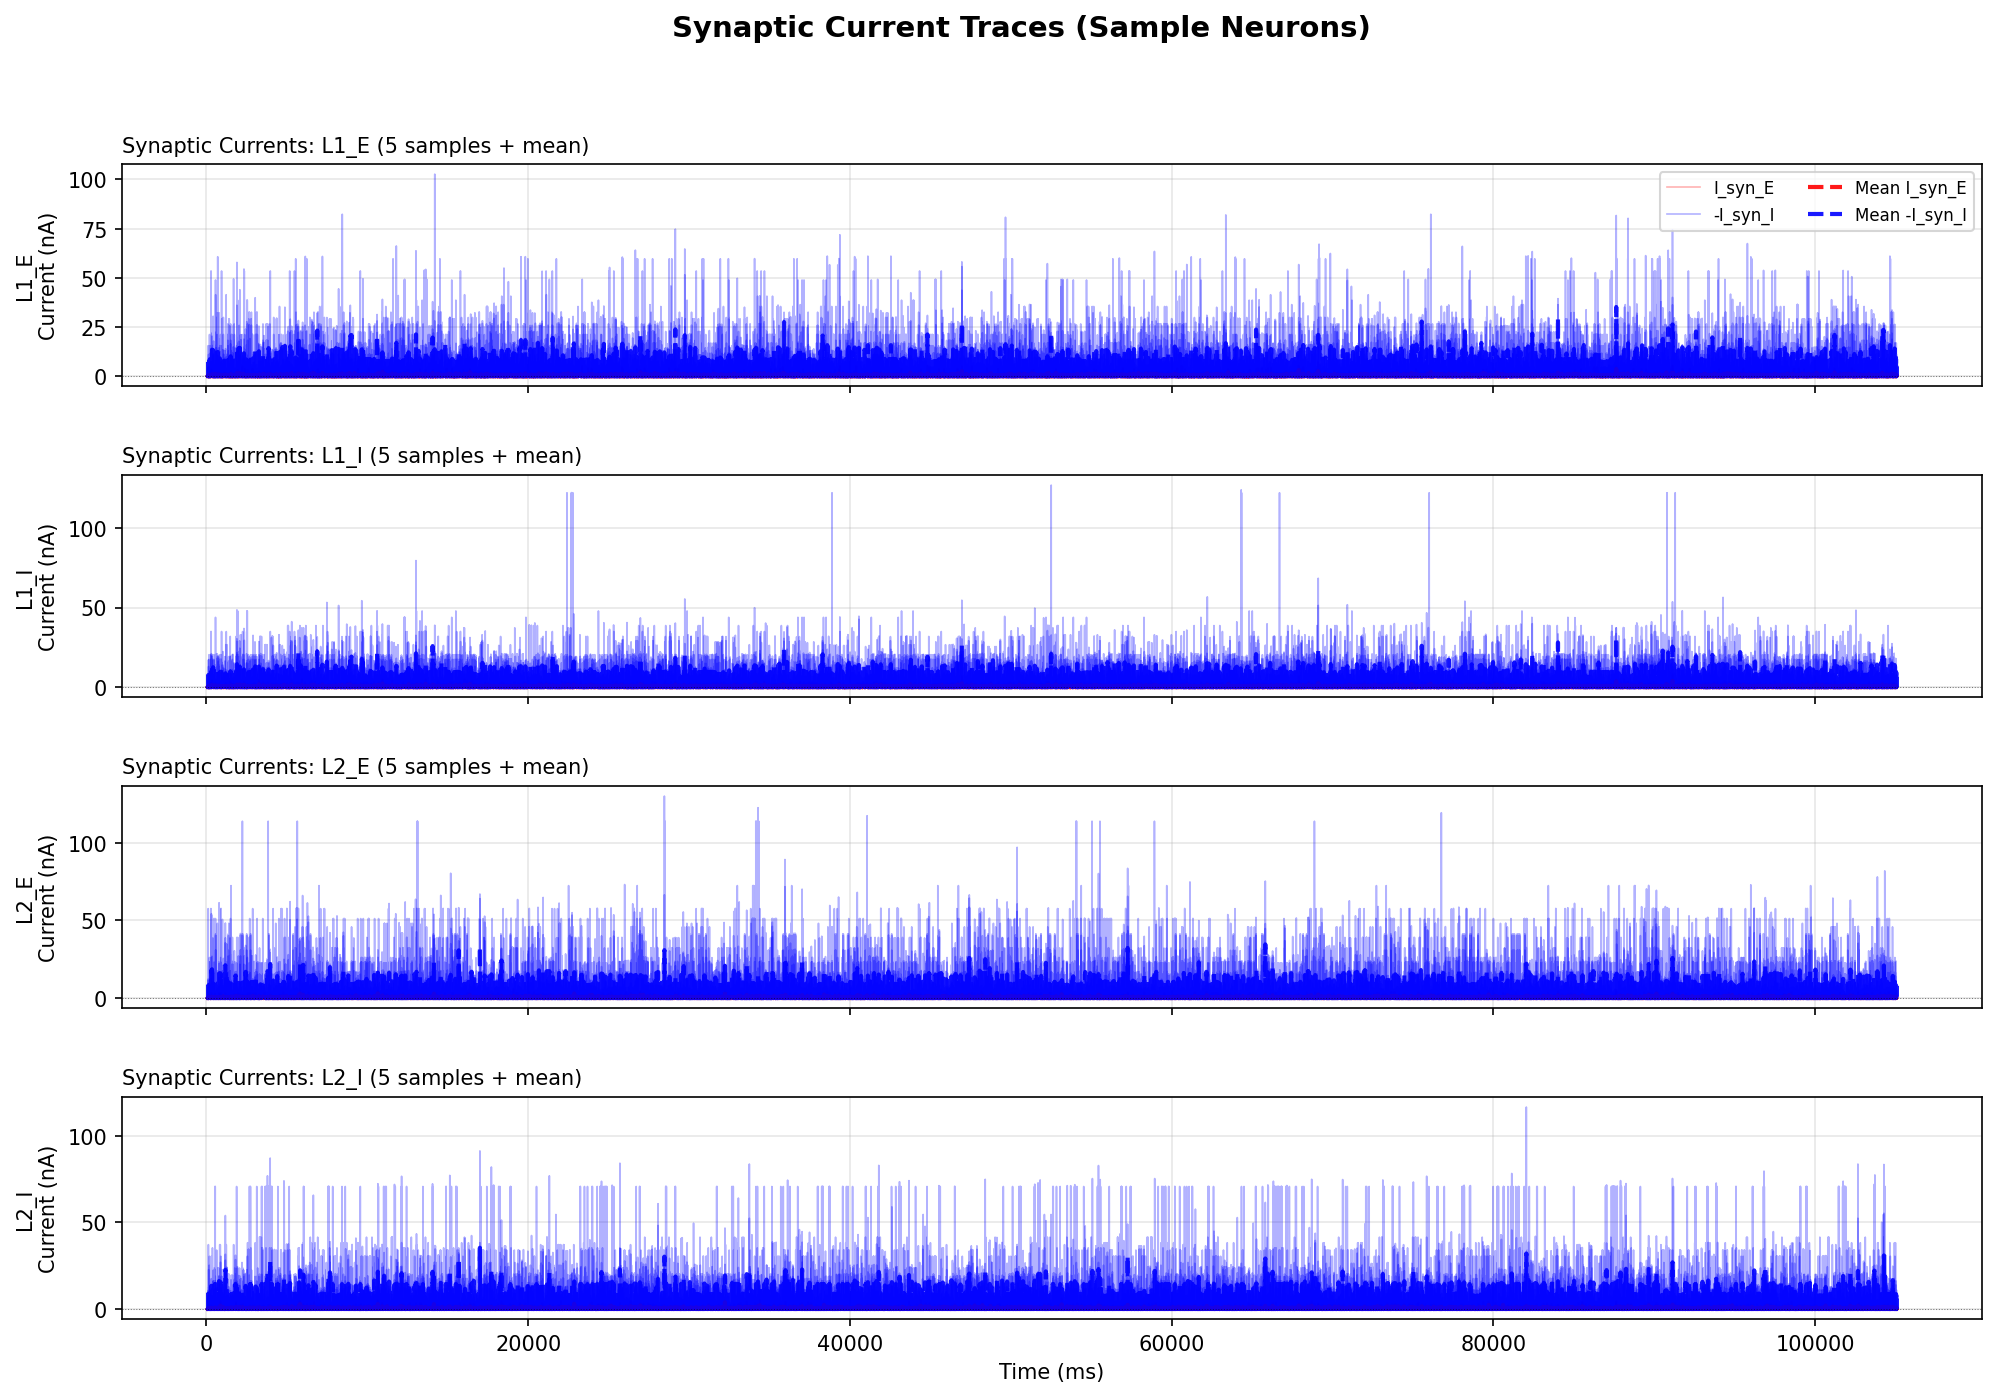 Synaptic Current Traces (Sample Neurons)
Synaptic Currents: L1_E (5 samples + mean)
L1_E
Current (nA)
100
75
50
25
0
I_syn_E
-I_syn_I
Mean I_syn_E
Mean -I_syn_I
Synaptic Currents: L1_I (5 samples + mean)
L1_I
Current (nA)
100
50
0
Synaptic Currents: L2_E (5 samples + mean)
L2_E
Current (nA)
100
50
0
Synaptic Currents: L2_I (5 samples + mean)
L2_I
Current (nA)
100
50
0
0 20000 40000 60000 80000 100000
Time (ms)